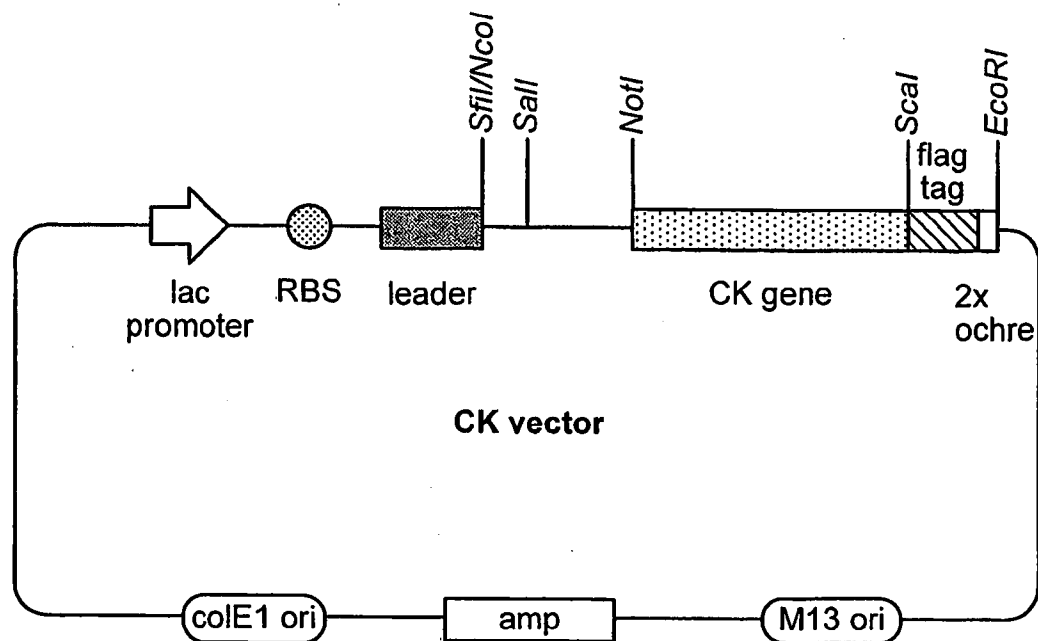 SfiI/NcoI
SalI
NotI
ScaI
EcoRI
flag
tag
lac
promoter
RBS
leader
CK gene
2x
ochre
CK vector
colE1 ori
amp
M13 ori